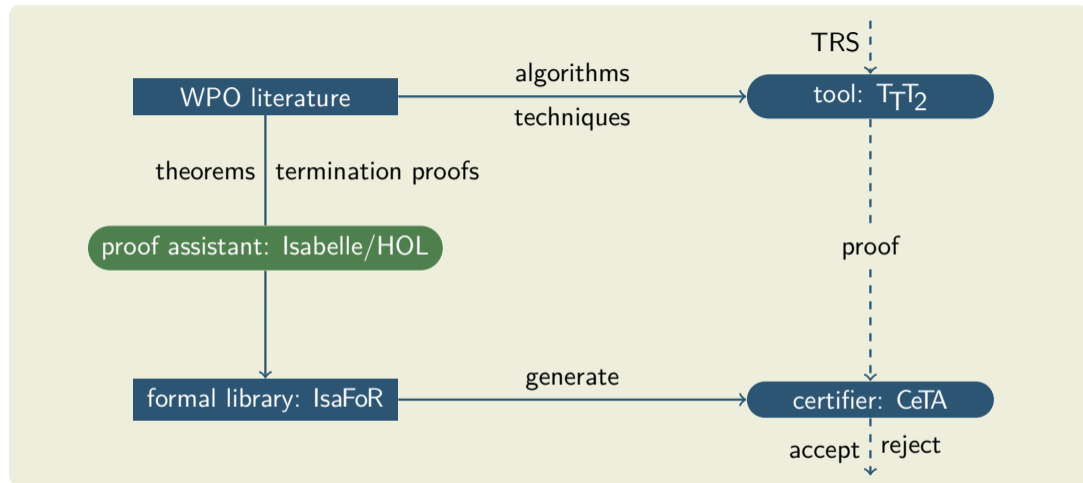 TRS
algorithms
WPO literature
tool: TTT2
techniques
theorems termination proofs
proof assistant: Isabelle/HOL
proof
generate
formal library: IsaFoR
certifier: CeTA
accept reject